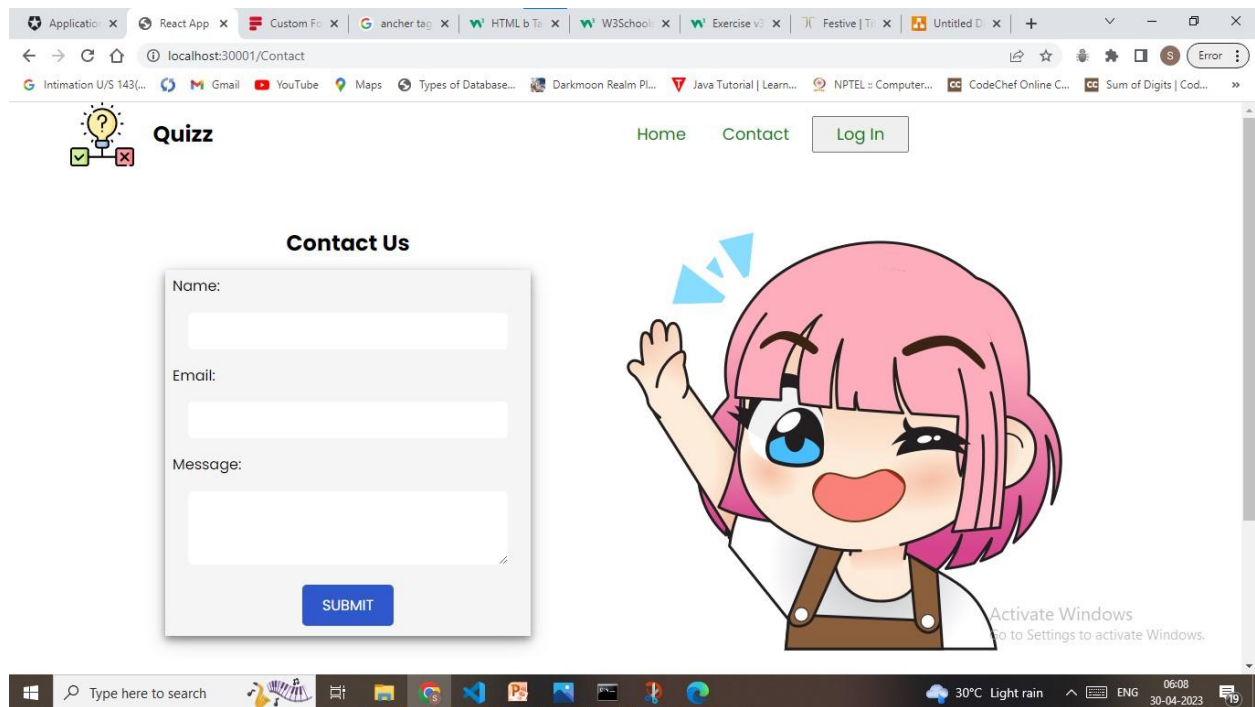 Application React App Custom Fo ancher tag HTML b Ta W3School Exercise v3 Festive | Ti Untitled D
localhost:30001/Contact Error
Intimation U/S 143(... Gmail YouTube Maps Types of Database... Darkmoon Realm Pl... Java Tutorial | Learn... NPTEL :: Computer... CodeChef Online C... Sum of Digits | Cod... »
Quizz Home Contact Log In
Contact Us
Name:
Email:
Message:
SUBMIT
Activate Windows
Go to Settings to activate Windows.
Type here to search 30°C Light rain ENG 06:08
30-04-2023 19